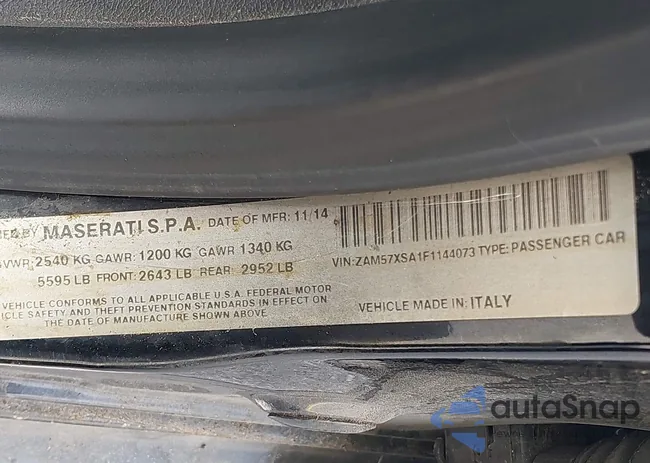 BY MASERATI S.P.A. DATE OF MFR: 11/14
2540 KG GAWR: 1200 KG GAWR 1340 KG
5595 LB FRONT: 2643 LB REAR: 2952 LB
VEHICLE CONFORMS TO ALL APPLICABLE U.S.A. FEDERAL MOTOR
SAFETY AND THEFT PREVENTION STANDARDS IN EFFECT ON
THE DATE OF MANUFACTURE SHOWN ABOVE.
VIN:ZAM57XSA1F1144073 TYPE: PASSENGER CAR
VEHICLE MADE IN: ITALY
autoSnap